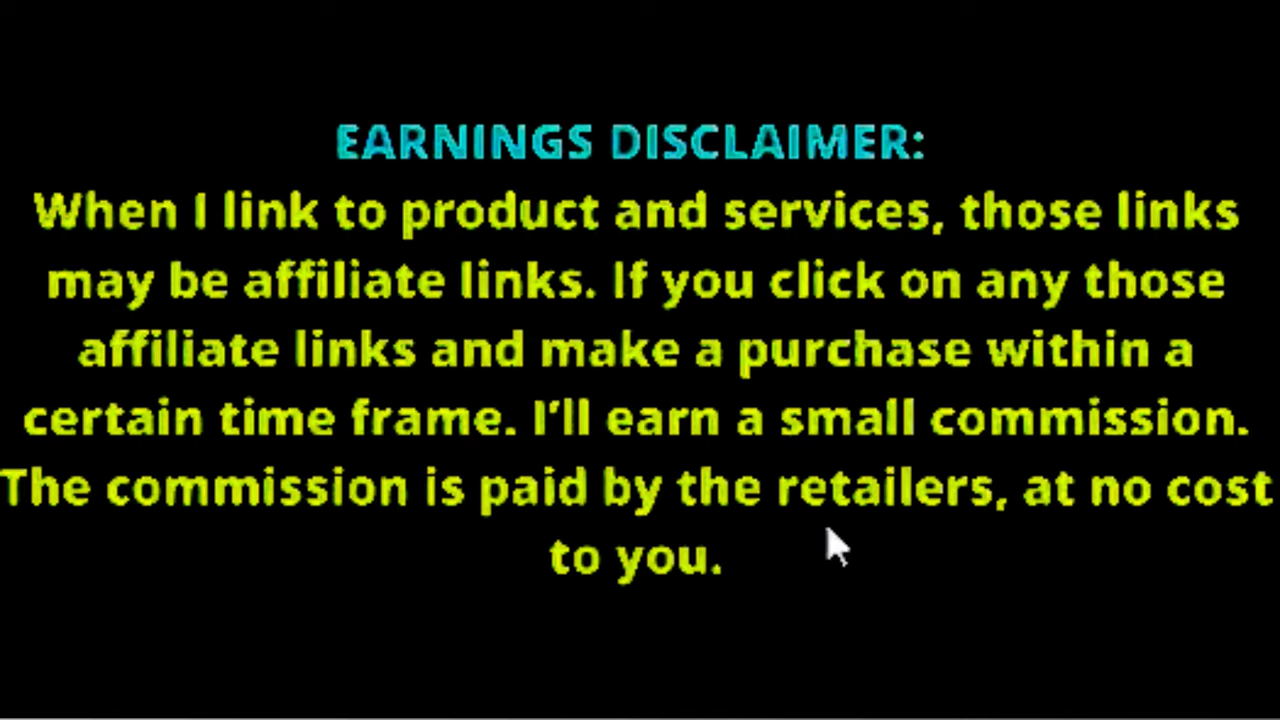 EARNINGS DISCLAIMER:
When I link to product and services, those links
may be affiliate links. If you click on any those
affiliate links and make a purchase within a
certain time frame. I’ll earn a small commission.
The commission is paid by the retailers, at no cost
to you.